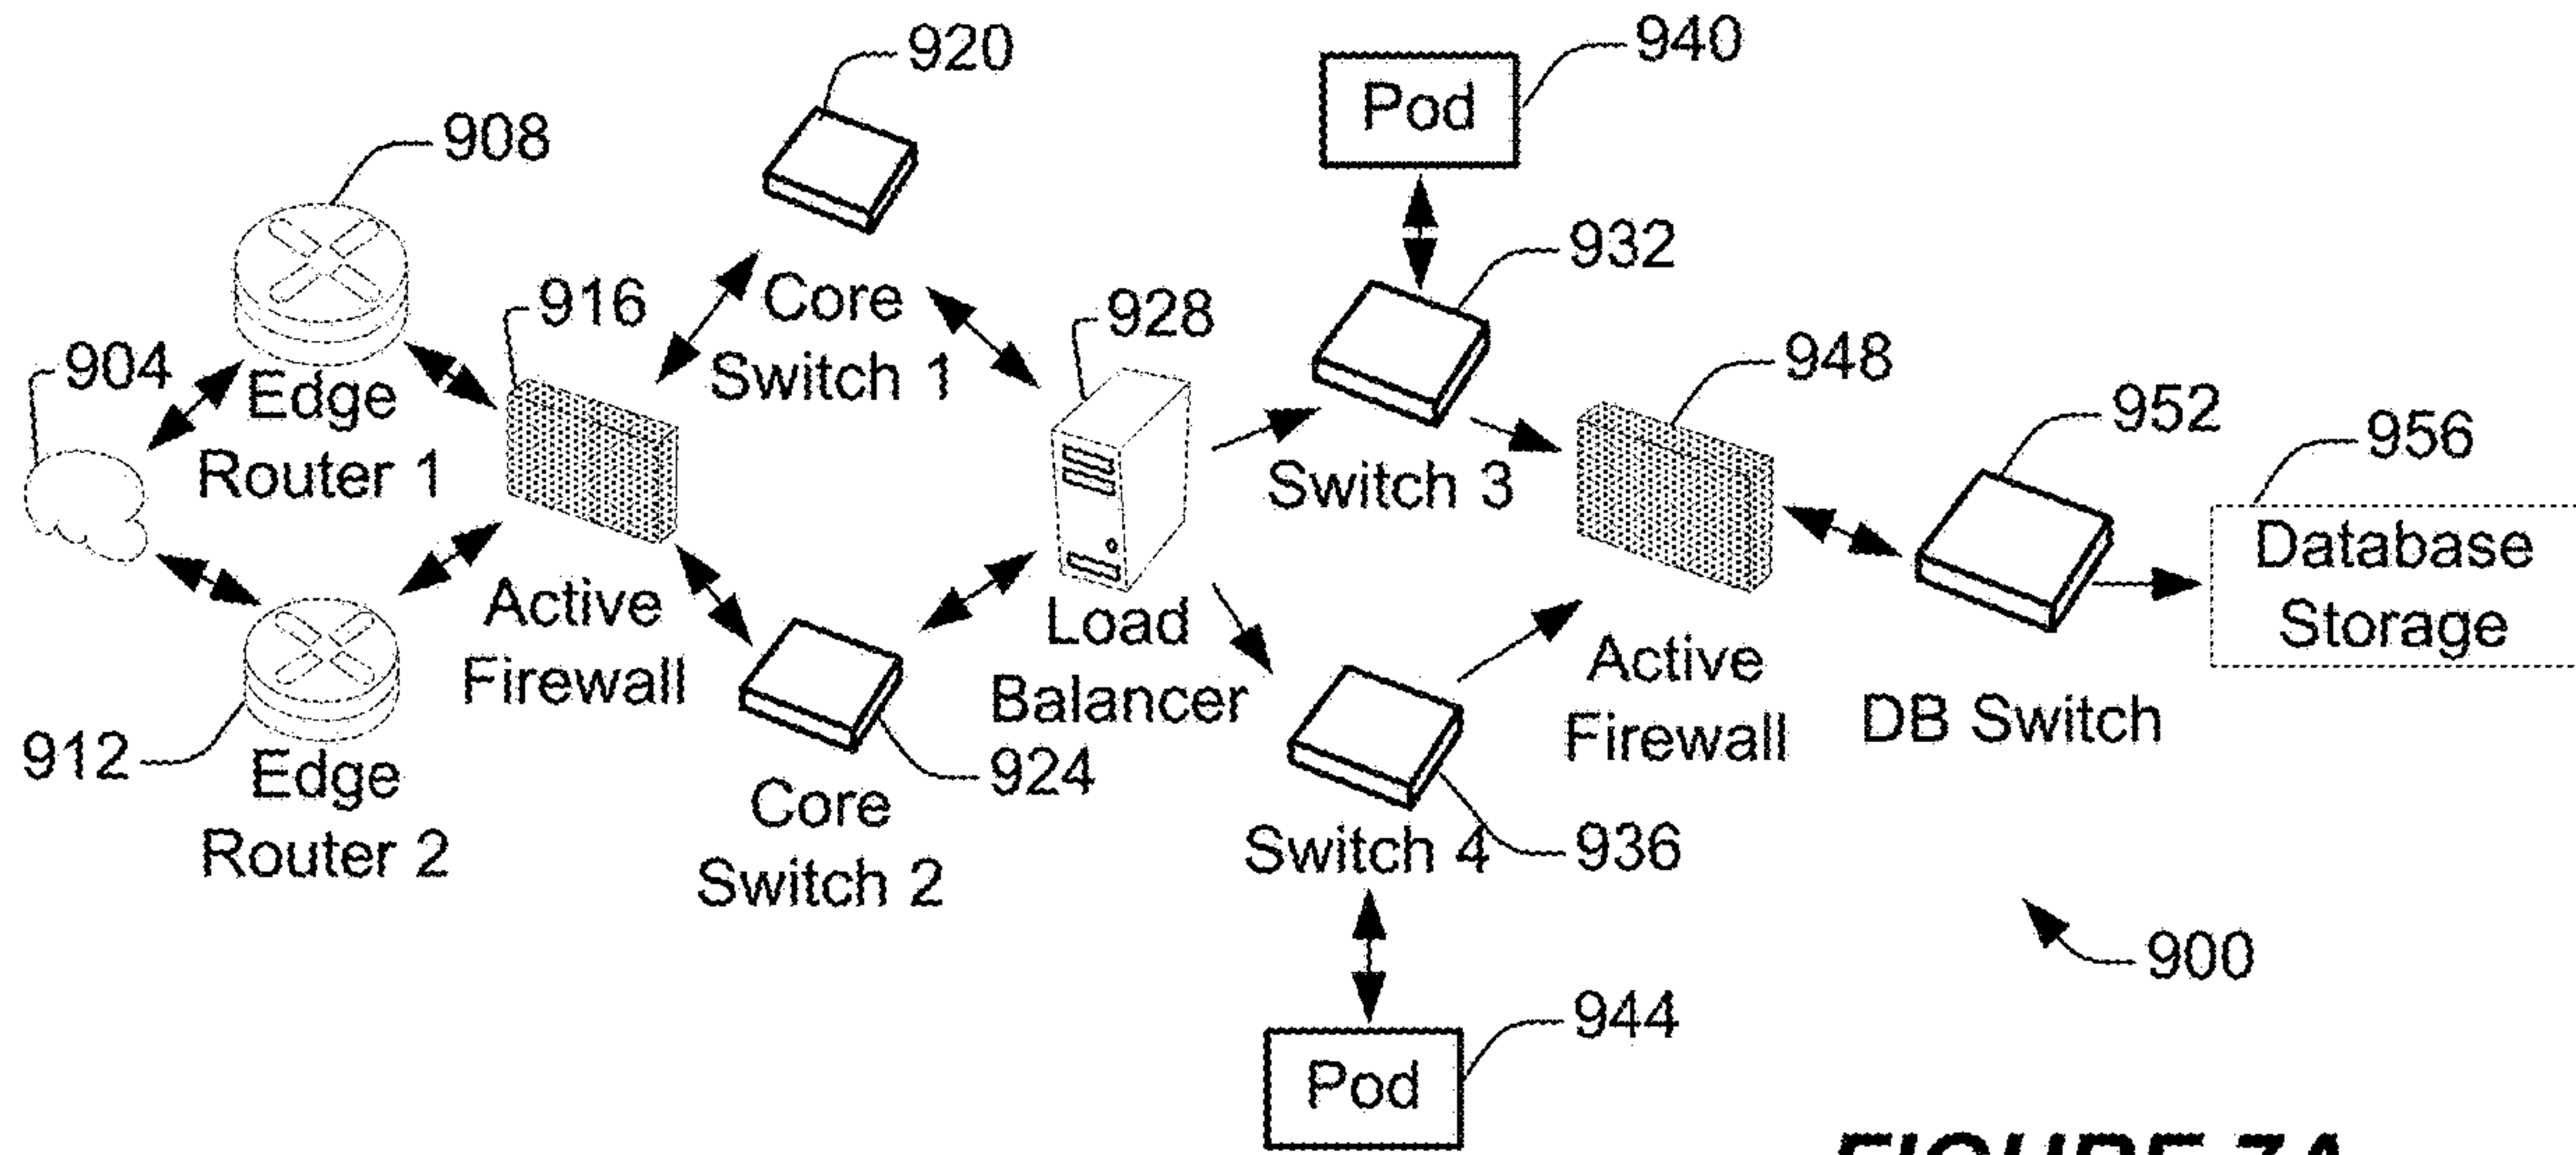 920
940
Pod
908
932
916
Core
Switch 1
928
948
904
Edge
Router 1
952
956
Switch 3
Database
Storage
Active
Firewall
Load
Balancer
Active
Firewall
DB Switch
912
Edge
Router 2
924
Core
Switch 2
Switch 4
936
900
944
Pod
FIGURE 7A